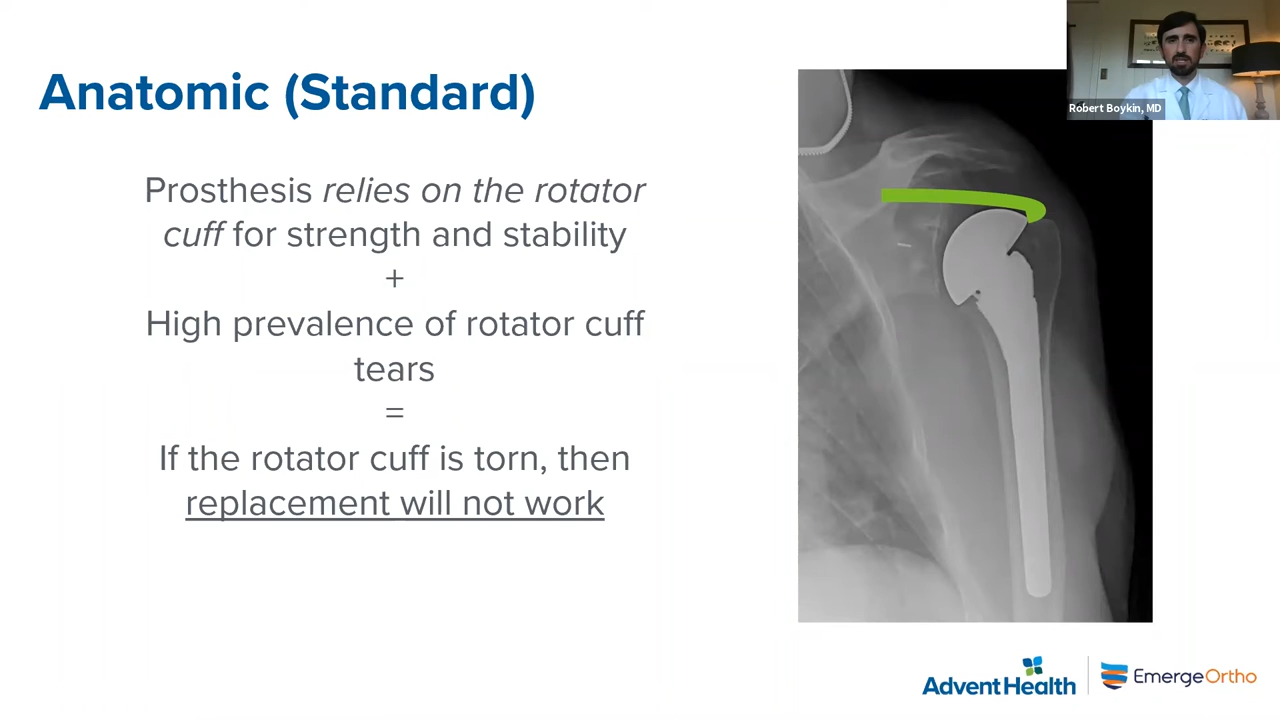 Anatomic (Standard)
Robert Boykin, MD
Prosthesis relies on the rotator
cuff for strength and stability
+
High prevalence of rotator cuff
tears
=
If the rotator cuff is torn, then
replacement will not work
AdventHealth
EmergeOrtho